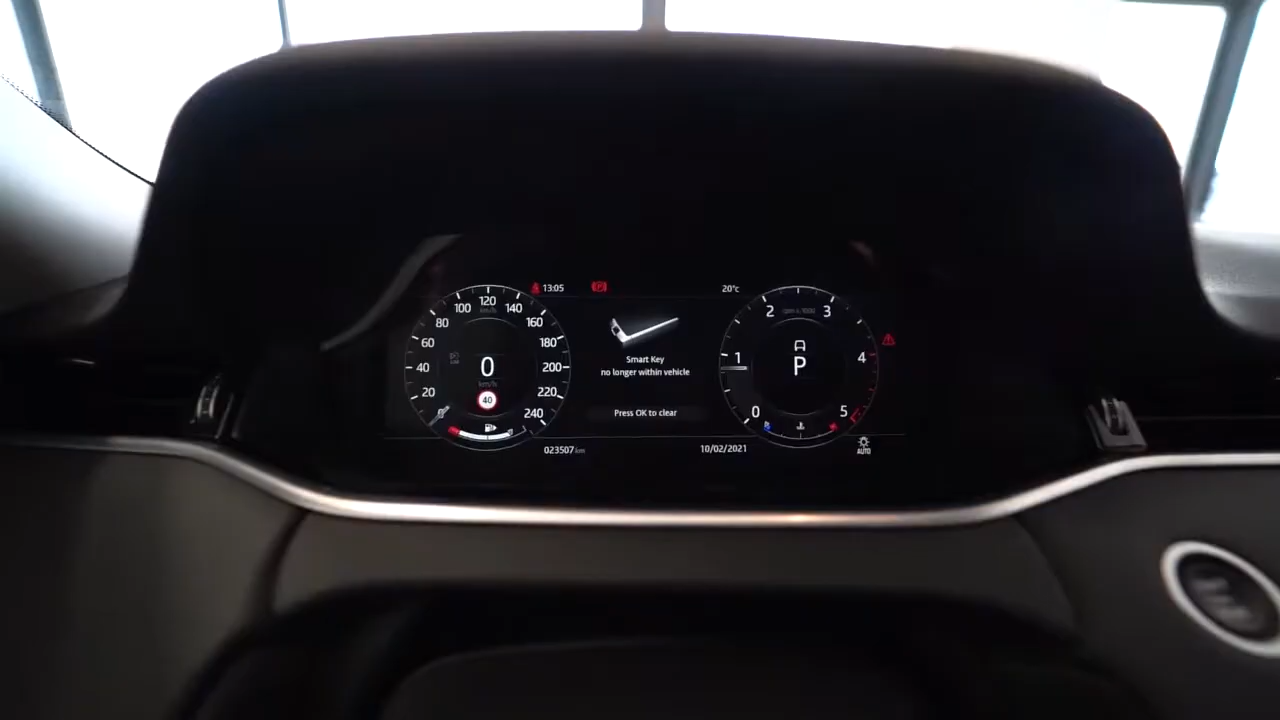 13:05
P
20°c
120
km/h
100
140
80
160
60
180
40
200
20
220
240
0
km/h
40
Smart Key
no longer within vehicle
Press OK to clear
2
3
1
4
0
5
P
023507 km
10/02/2021
AUTO